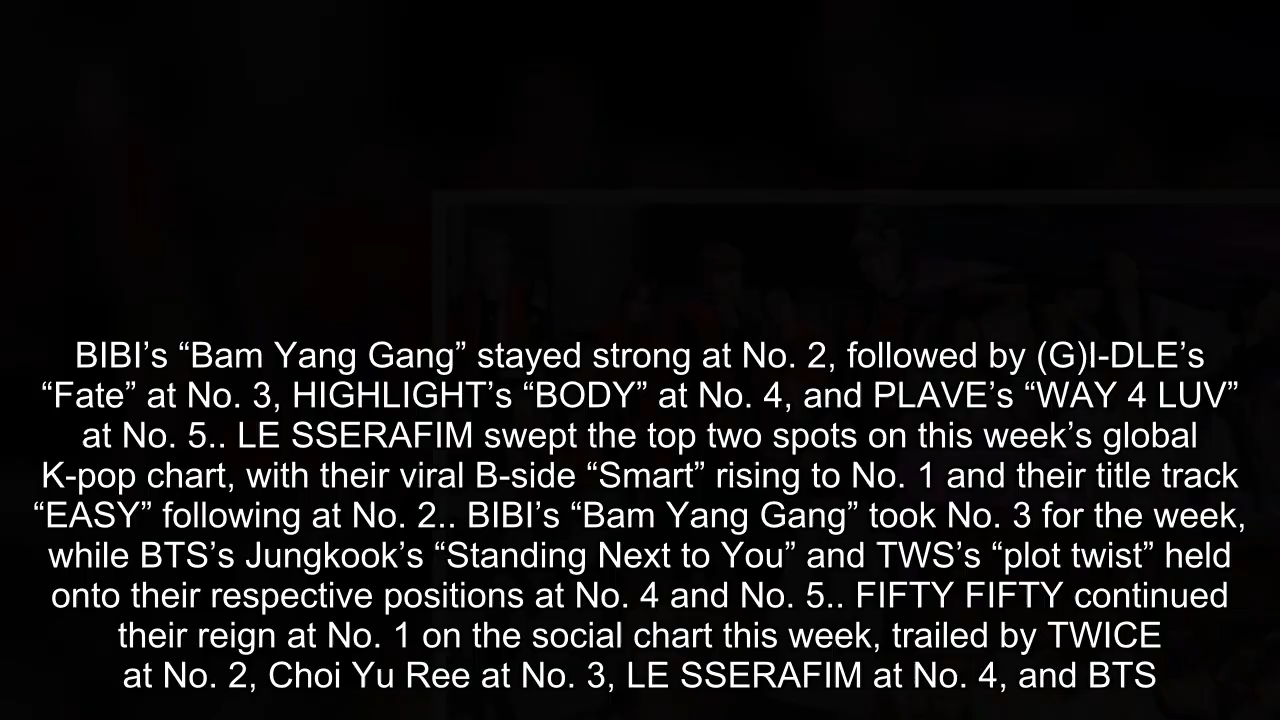 BIBI’s “Bam Yang Gang” stayed strong at No. 2, followed by (G)I-DLE’s
“Fate” at No. 3, HIGHLIGHT’s “BODY” at No. 4, and PLAVE’s “WAY 4 LUV”
at No. 5.. LE SSERAFIM swept the top two spots on this week’s global
K-pop chart, with their viral B-side “Smart” rising to No. 1 and their title track
“EASY” following at No. 2.. BIBI’s “Bam Yang Gang” took No. 3 for the week,
while BTS’s Jungkook’s “Standing Next to You” and TWS’s “plot twist” held
onto their respective positions at No. 4 and No. 5.. FIFTY FIFTY continued
their reign at No. 1 on the social chart this week, trailed by TWICE
at No. 2, Choi Yu Ree at No. 3, LE SSERAFIM at No. 4, and BTS